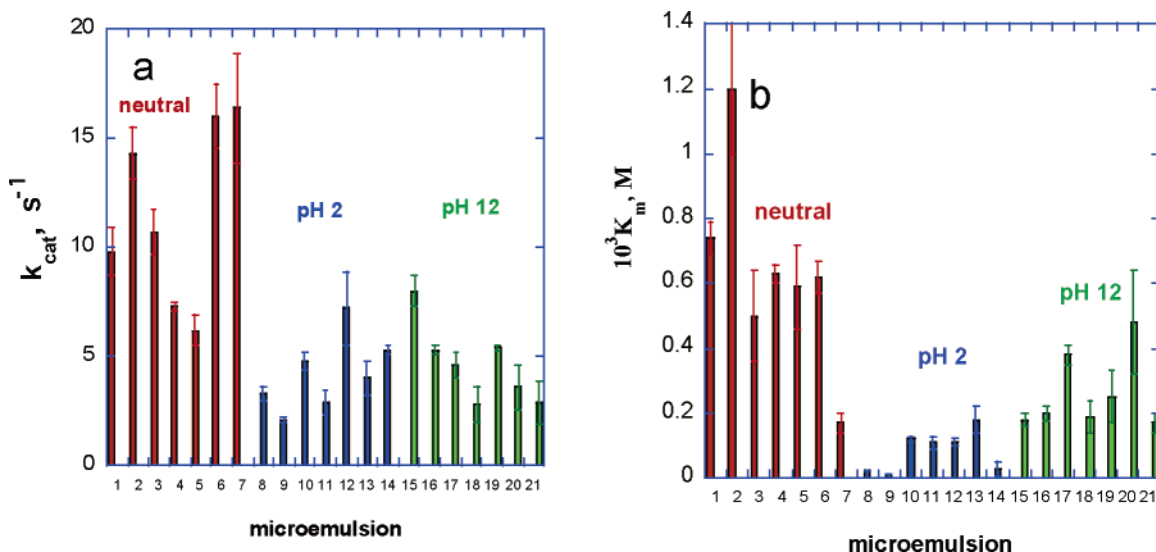 20
15
10
5
0
k_cat, s^-1
a
neutral
pH 2
pH 12
1 2 3 4 5 6 7 8 9 10 11 12 13 14 15 16 17 18 19 20 21
microemulsion
1.4
1.2
1
0.8
0.6
0.4
0.2
0
10^3K_m, M
b
neutral
pH 2
pH 12
1 2 3 4 5 6 7 8 9 10 11 12 13 14 15 16 17 18 19 20 21
microemulsion